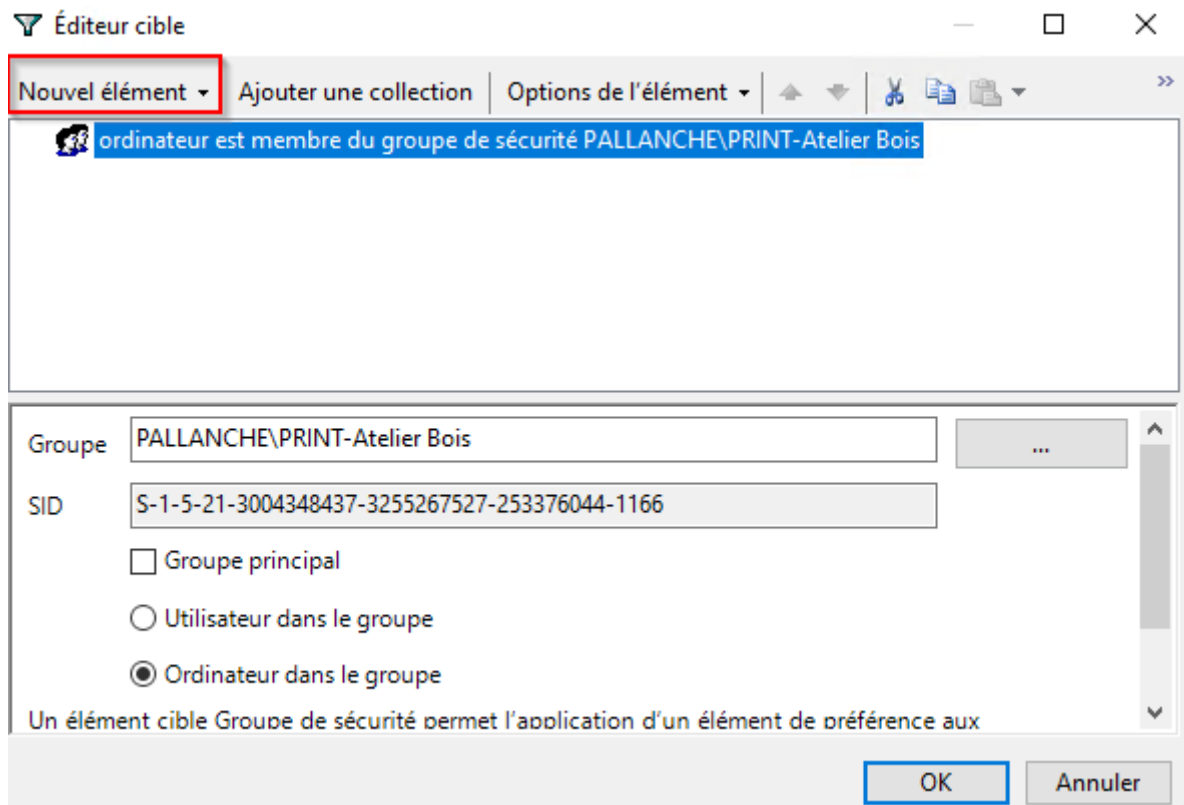 Éditeur cible
Nouvel élément Ajouter une collection Options de l'élément
ordinateur est membre du groupe de sécurité PALLANCHE\PRINT-Atelier Bois
Groupe PALLANCHE\PRINT-Atelier Bois ...
SID S-1-5-21-3004348437-3255267527-253376044-1166
Groupe principal
Utilisateur dans le groupe
Ordinateur dans le groupe
Un élément cible Groupe de sécurité permet l'application d'un élément de préférence aux
OK Annuler